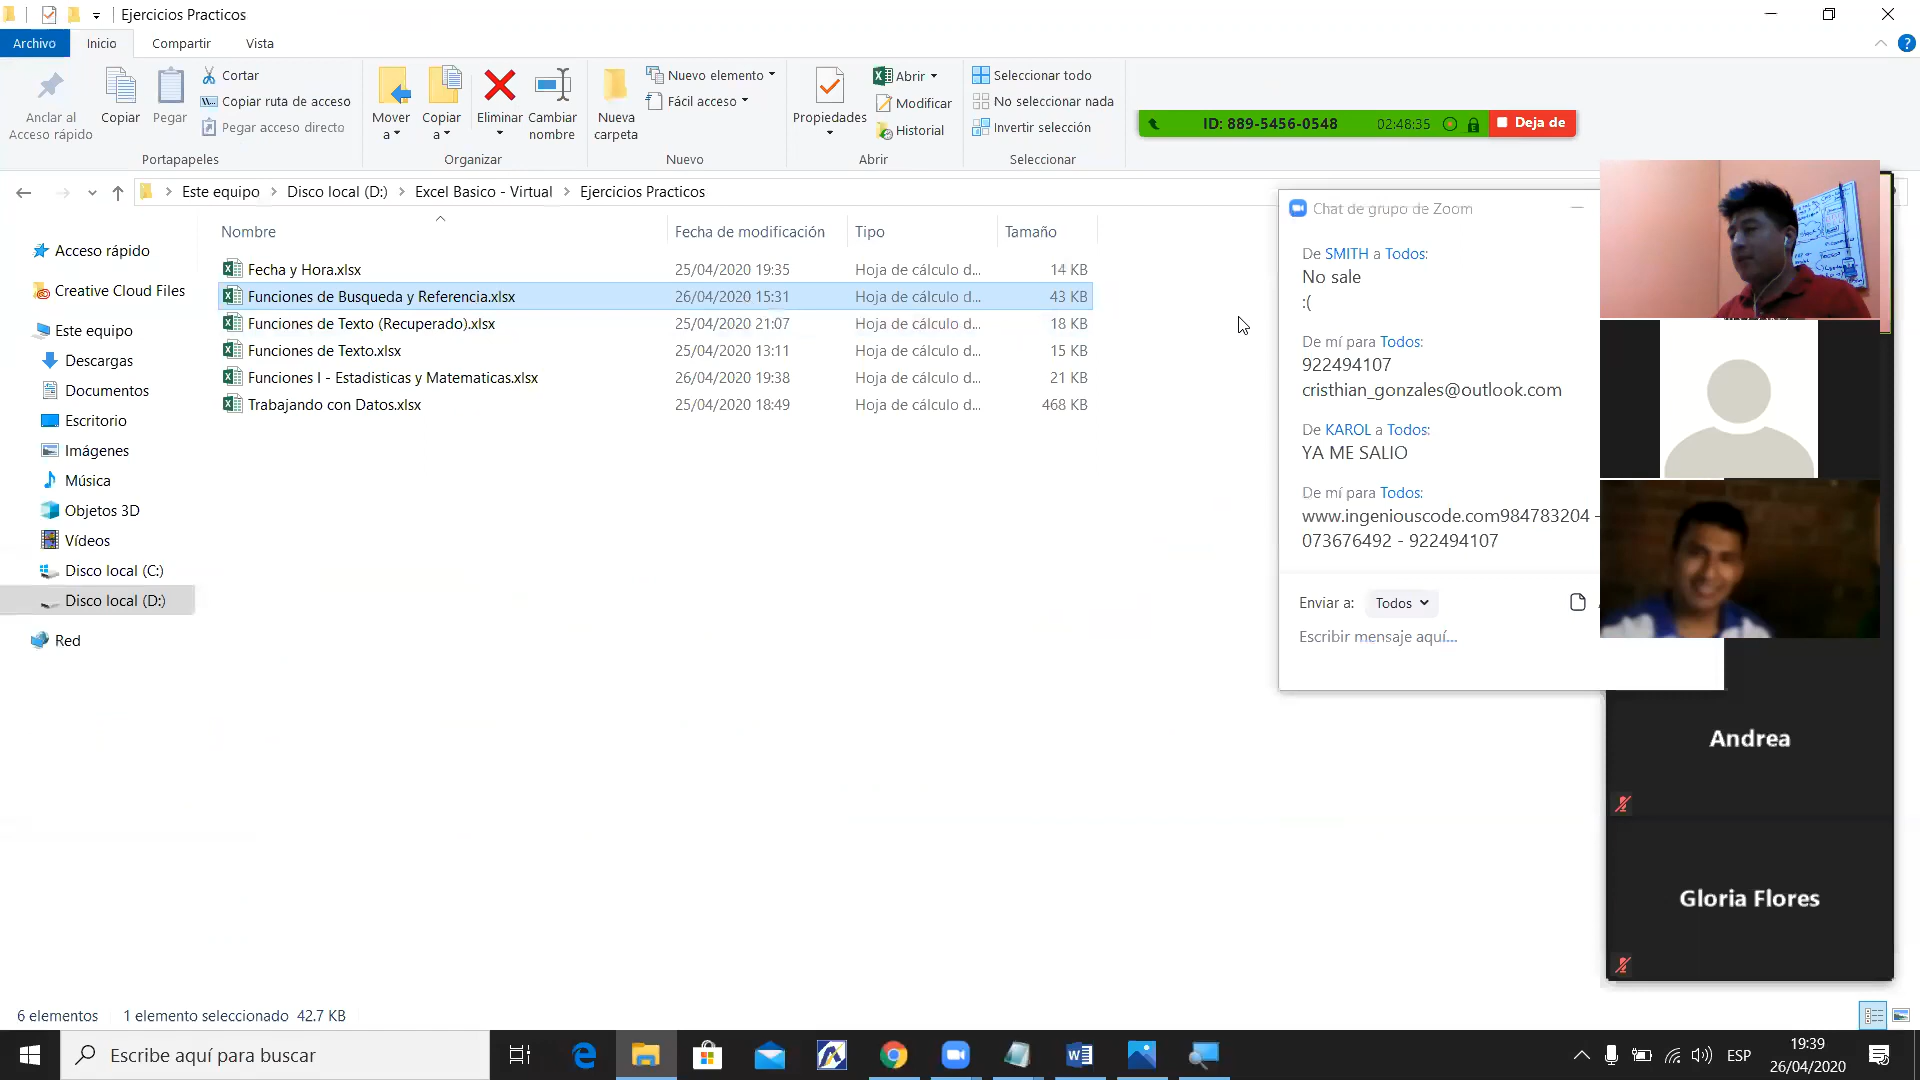 Ejercicios Practicos
Archivo
Inicio
Compartir
Vista
Anclar al
Acceso rápido
Copiar
Pegar
Cortar
Copiar ruta de acceso
Pegar acceso directo
Portapapeles
Mover
a
Copiar
a
Eliminar
Cambiar
nombre
Organizar
Nueva
carpeta
Nuevo elemento
Fácil acceso
Nuevo
Propiedades
Abrir
Modificar
Historial
Abrir
Seleccionar todo
No seleccionar nada
Invertir selección
Seleccionar
ID: 889-5456-0548
02:48:35
Deja de
Este equipo
Disco local (D:)
Excel Basico - Virtual
Ejercicios Practicos
Nombre
Fecha de modificación
Tipo
Tamaño
Fecha y Hora.xlsx 25/04/2020 19:35 Hoja de cálculo d... 14 KB
Funciones de Busqueda y Referencia.xlsx 26/04/2020 15:31 Hoja de cálculo d... 43 KB
Funciones de Texto (Recuperado).xlsx 25/04/2020 21:07 Hoja de cálculo d... 18 KB
Funciones de Texto.xlsx 25/04/2020 13:11 Hoja de cálculo d... 15 KB
Funciones I - Estadisticas y Matematicas.xlsx 26/04/2020 19:38 Hoja de cálculo d... 21 KB
Trabajando con Datos.xlsx 25/04/2020 18:49 Hoja de cálculo d... 468 KB
Acceso rápido
Creative Cloud Files
Este equipo
Descargas
Documentos
Escritorio
Imágenes
Música
Objetos 3D
Vídeos
Disco local (C:)
Disco local (D:)
Red
Chat de grupo de Zoom
De SMITH a Todos:
No sale
:(
De mí para Todos:
922494107
cristhian_gonzales@outlook.com
De KAROL a Todos:
YA ME SALIO
De mí para Todos:
www.ingeniouscode.com984783204 -
073676492 - 922494107
Enviar a:
Todos
Escribir mensaje aquí...
Andrea
Gloria Flores
6 elementos
1 elemento seleccionado 42.7 KB
Escribe aquí para buscar
ESP
19:39
26/04/2020